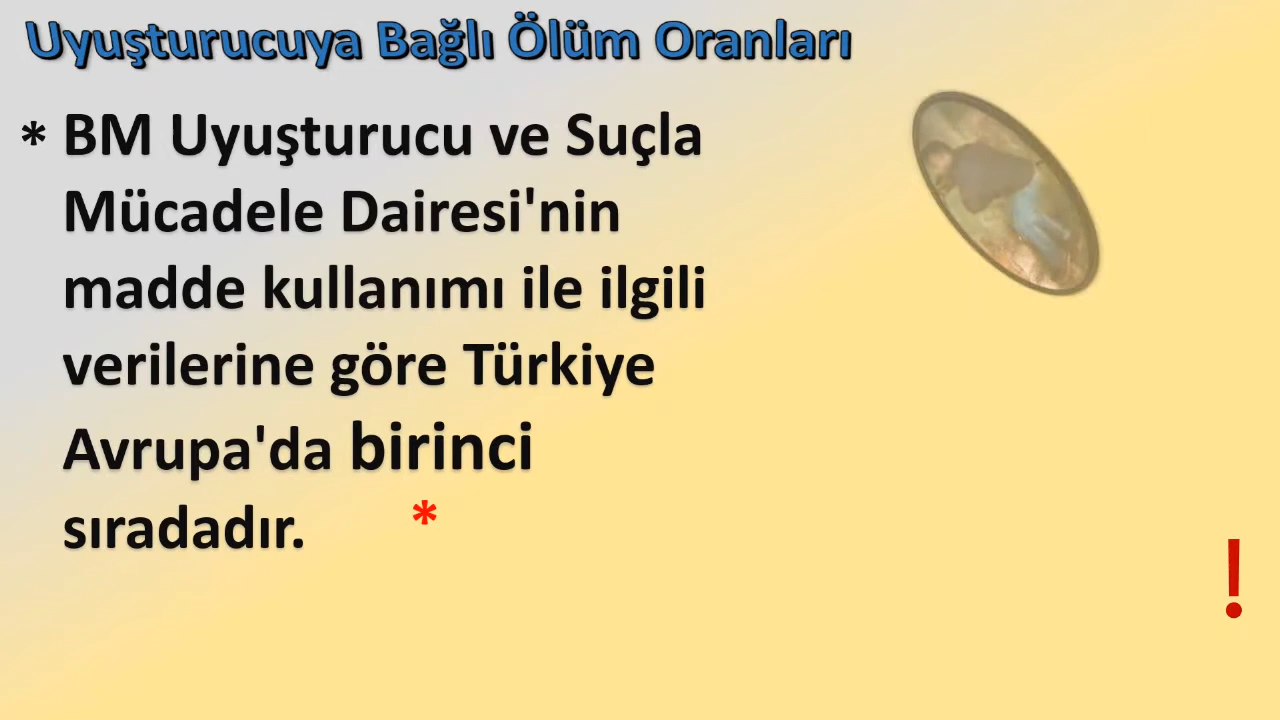 Uyuşturucuya Bağlı Ölüm Oranları
* BM Uyuşturucu ve Suçla
Mücadele Dairesi'nin
madde kullanımı ile ilgili
verilerine göre Türkiye
Avrupa'da birinci
sıradadır. *
!